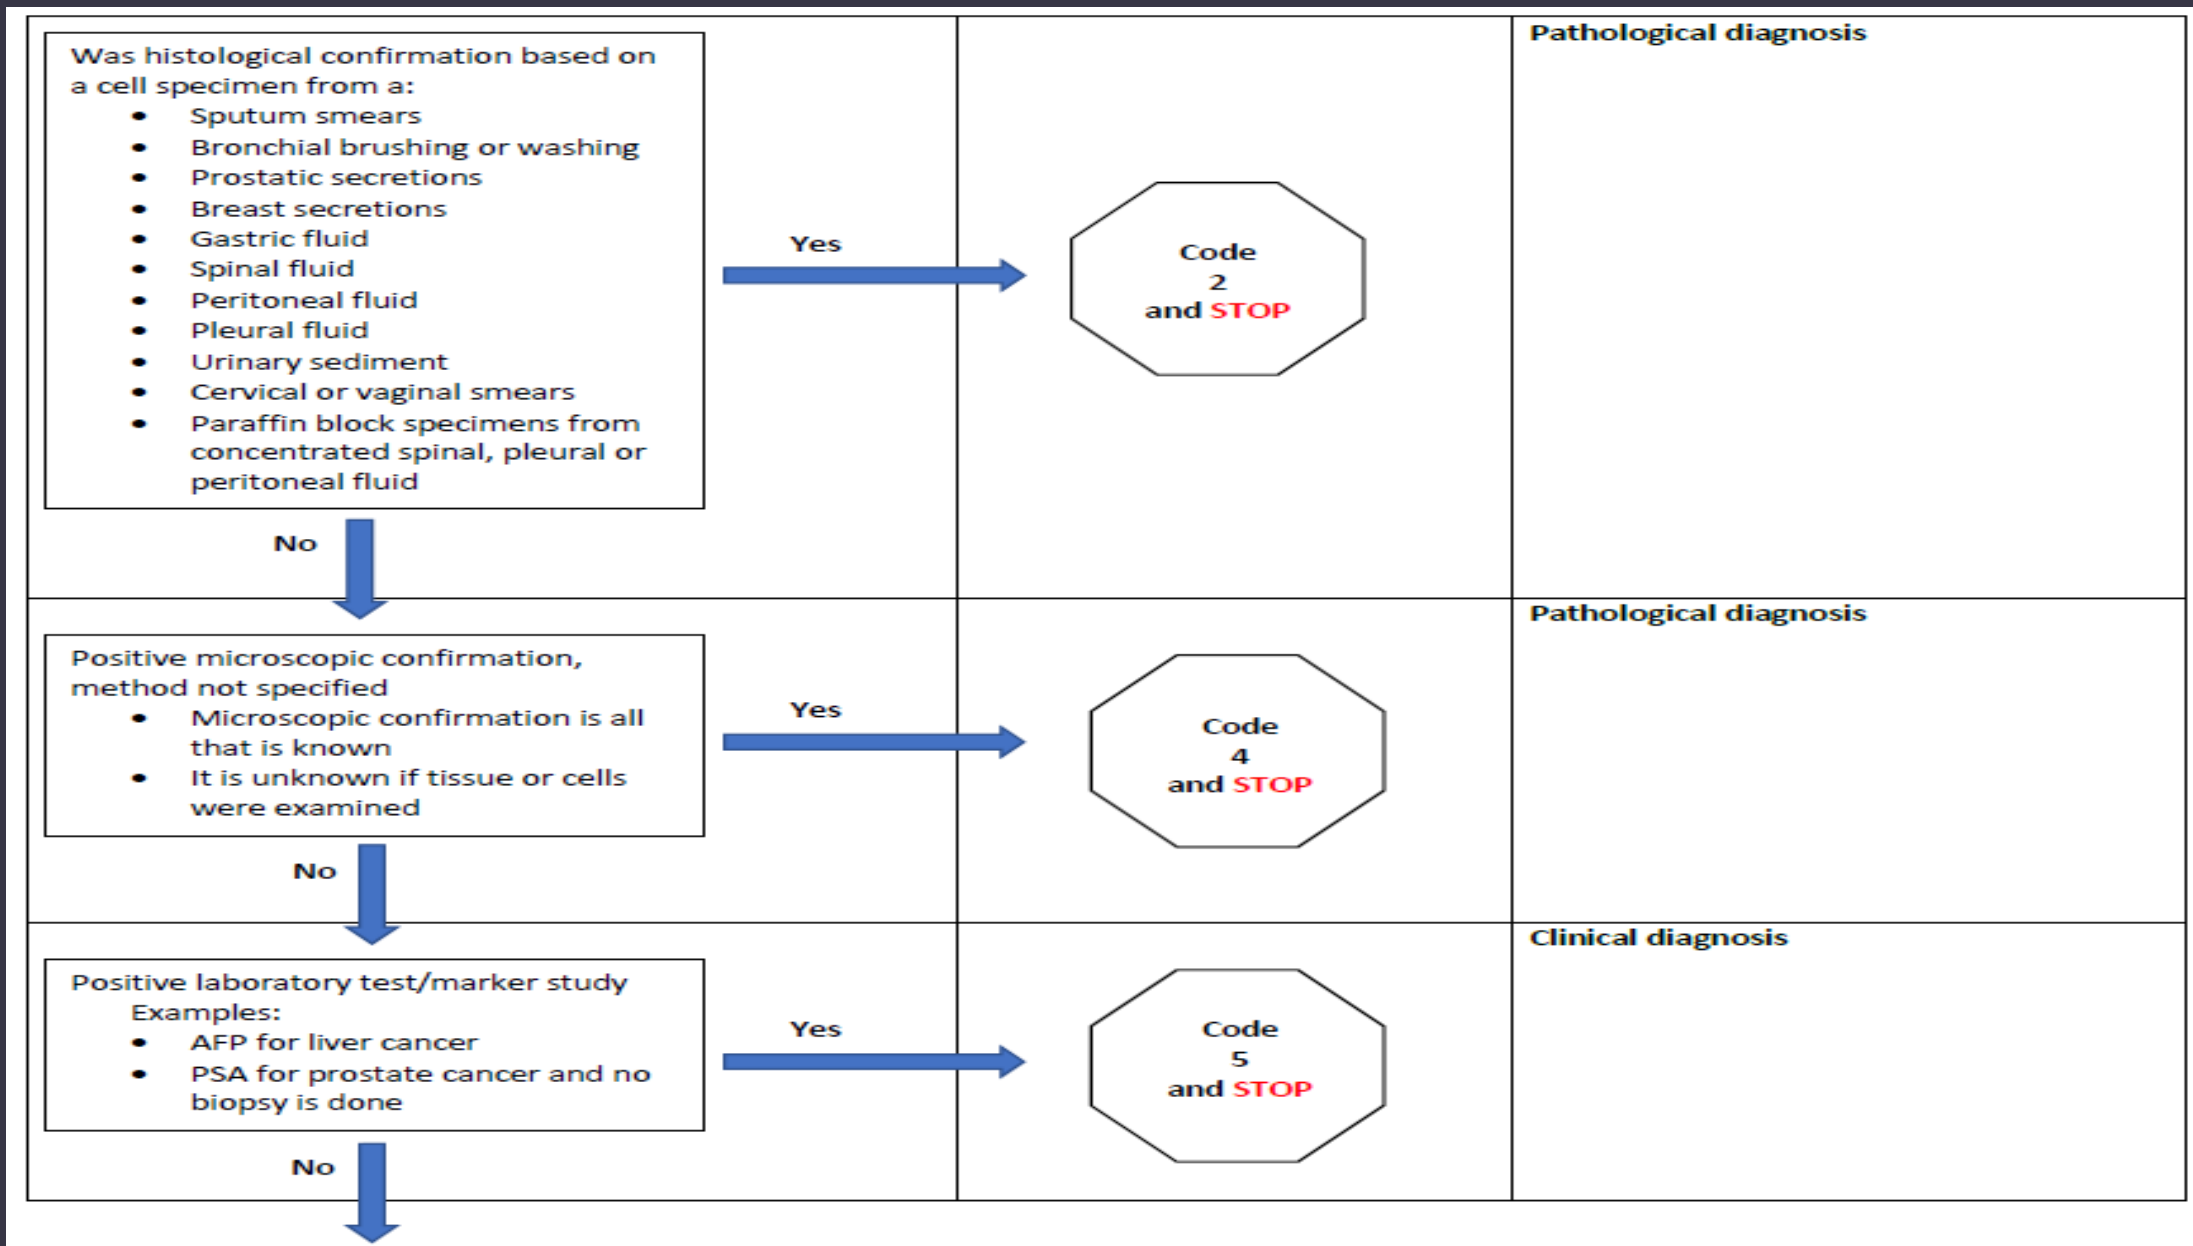 Was histological confirmation based on
a cell specimen from a:
• Sputum smears
• Bronchial brushing or washing
• Prostatic secretions
• Breast secretions
• Gastric fluid
• Spinal fluid
• Peritoneal fluid
• Pleural fluid
• Urinary sediment
• Cervical or vaginal smears
• Paraffin block specimens from
concentrated spinal, pleural or
peritoneal fluid
Yes
Code
2
and STOP
Pathological diagnosis
No
Positive microscopic confirmation,
method not specified
• Microscopic confirmation is all
that is known
• It is unknown if tissue or cells
were examined
Yes
Code
4
and STOP
Pathological diagnosis
No
Positive laboratory test/marker study
Examples:
• AFP for liver cancer
• PSA for prostate cancer and no
biopsy is done
Yes
Code
5
and STOP
Clinical diagnosis
No